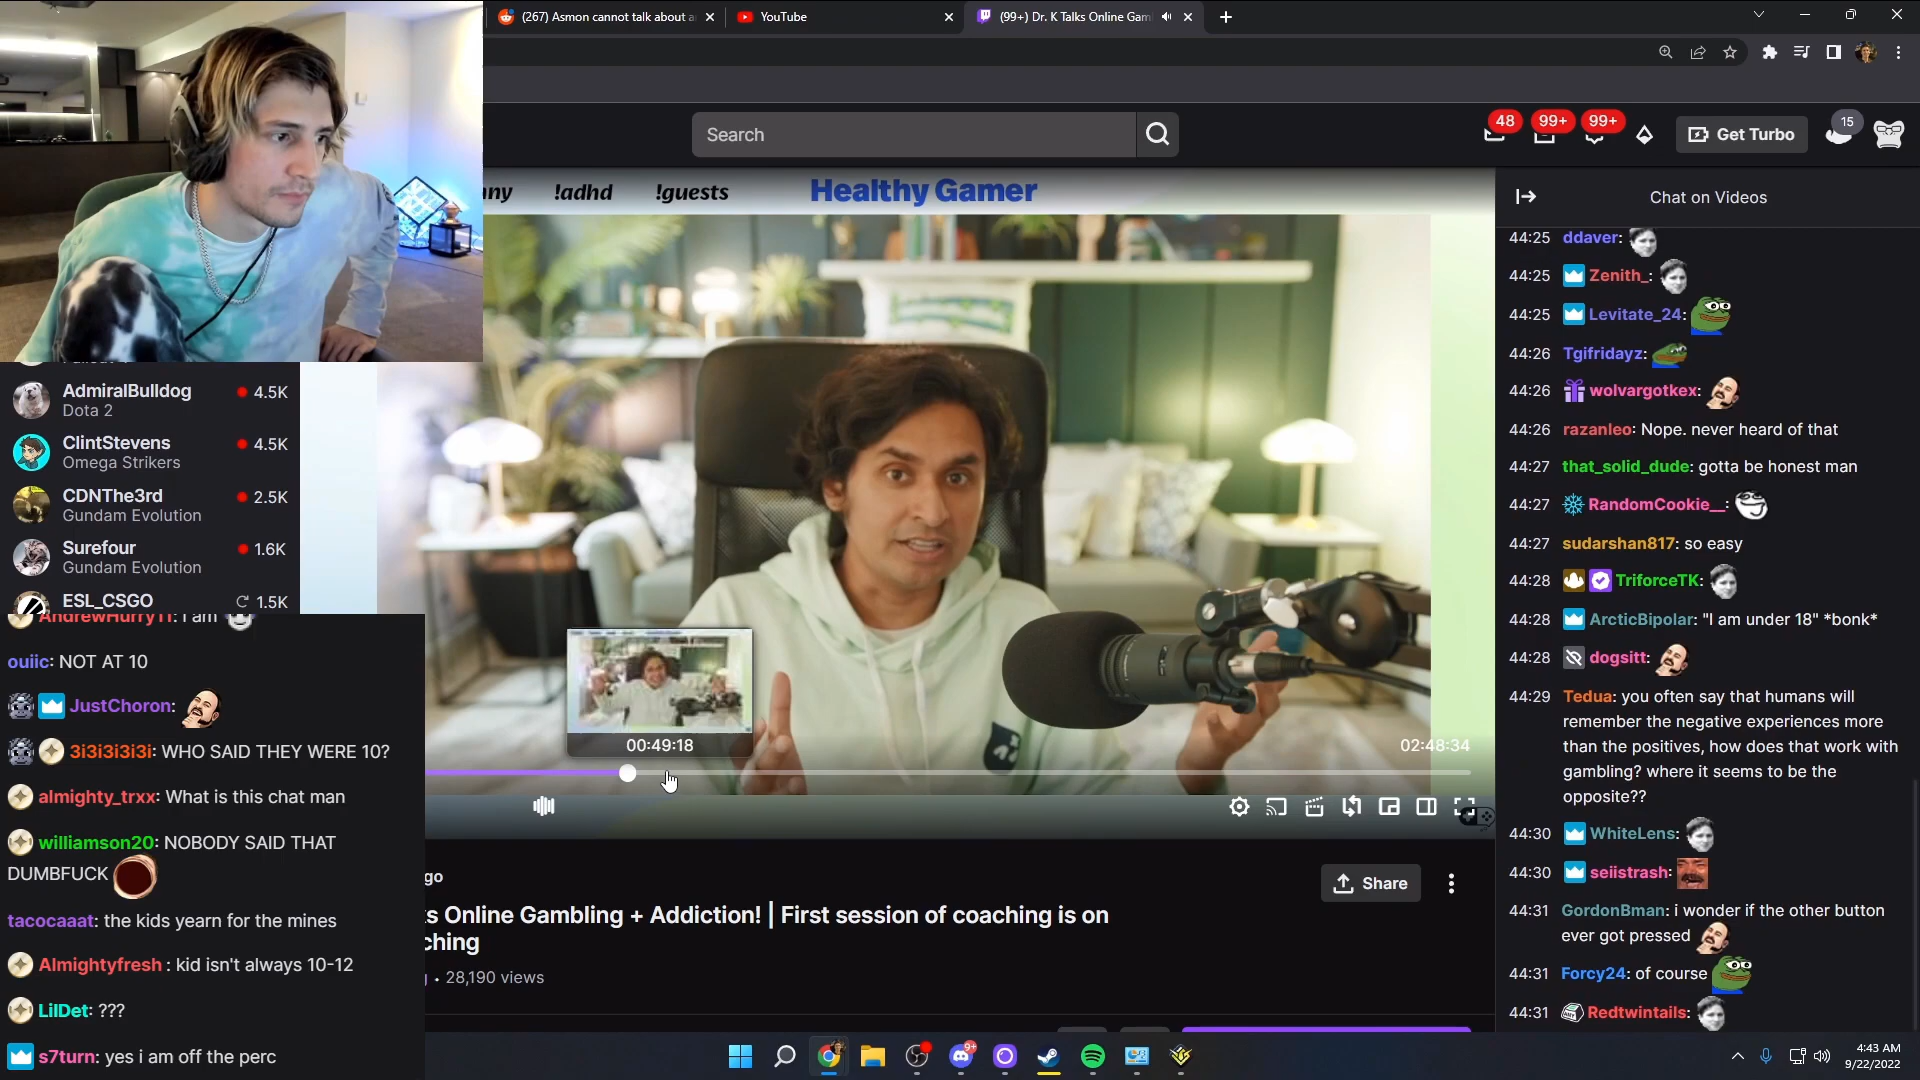 (267) Asmon cannot talk about a
YouTube
(99+) Dr. K Talks Online Gam
Search
48
99+
99+
Get Turbo
15
!adhd
!guests
Healthy Gamer
Chat on Videos
44:25 ddaver:
44:25 Zenith_:
44:25 Levitate_24:
44:26 Tgifridayz:
44:26 wolvargotkex:
44:26 razanleo: Nope. never heard of that
44:27 that_solid_dude: gotta be honest man
44:27 RandomCookie__:
44:27 sudarshan817: so easy
44:28 TriforceTK:
44:28 ArcticBipolar: "I am under 18" *bonk*
44:28 dogsitt:
44:29 Tedua: you often say that humans will
remember the negative experiences more
than the positives, how does that work with
gambling? where it seems to be the
opposite??
44:30 WhiteLens:
44:30 seiistrash:
44:31 GordonBman: i wonder if the other button
ever got pressed
44:31 Forcy24: of course
44:31 Redtwintails:
AdmiralBulldog 4.5K
Dota 2
ClintStevens 4.5K
Omega Strikers
CDNThe3rd 2.5K
Gundam Evolution
Surefour 1.6K
Gundam Evolution
ESL_CSGO 1.5K
ouiic: NOT AT 10
JustChoron:
3i3i3i3i3i: WHO SAID THEY WERE 10?
almighty_trxx: What is this chat man
williamson20: NOBODY SAID THAT
DUMBFUCK
tacocaaat: the kids yearn for the mines
Almightyfresh : kid isn't always 10-12
LilDet: ???
s7turn: yes i am off the perc
00:49:18
02:48:34
go
Share
s Online Gambling + Addiction! | First session of coaching is on
ching
• 28,190 views
9+
4:43 AM
9/22/2022